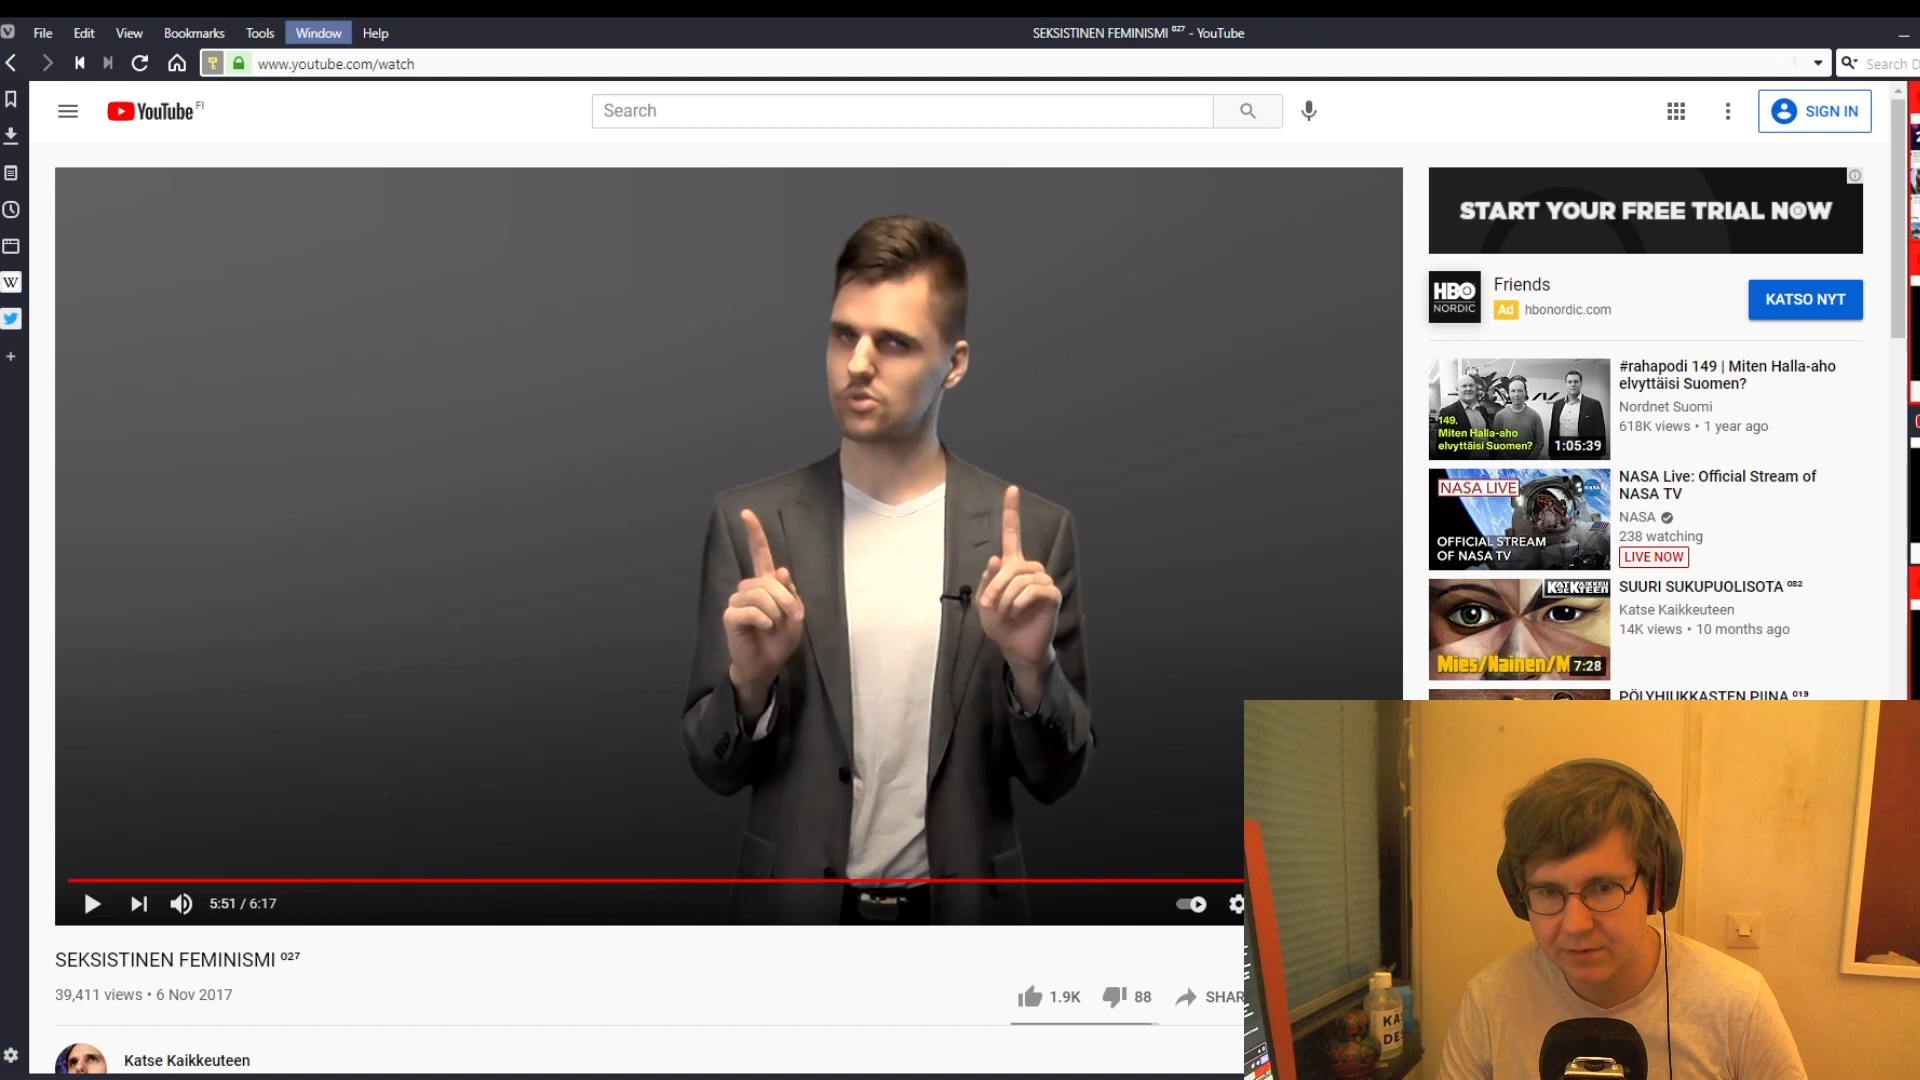 File Edit View Bookmarks Tools Window Help
SEKSISTINEN FEMINISMI ⁰²⁷ - YouTube
www.youtube.com/watch
Search D
YouTube FI
Search
SIGN IN
START YOUR FREE TRIAL NOW
HBO NORDIC
Friends
Ad hbonordic.com
KATSO NYT
149.
Miten Halla-aho
elvyttäisi Suomen?
1:05:39
#rahapodi 149 | Miten Halla-aho
elvyttäisi Suomen?
Nordnet Suomi
618K views • 1 year ago
NASA LIVE
OFFICIAL STREAM
OF NASA TV
NASA Live: Official Stream of
NASA TV
NASA
238 watching
LIVE NOW
Mies/Nainen/M
7:28
SUURI SUKUPUOLISOTA ⁰⁸²
Katse Kaikkeuteen
14K views • 10 months ago
PÖLYHIUKKASTEN PIINA ⁰¹⁹
5:51 / 6:17
SEKSISTINEN FEMINISMI ⁰²⁷
39,411 views • 6 Nov 2017
1.9K
88
SHAR
Katse Kaikkeuteen
W
KÄ
DE